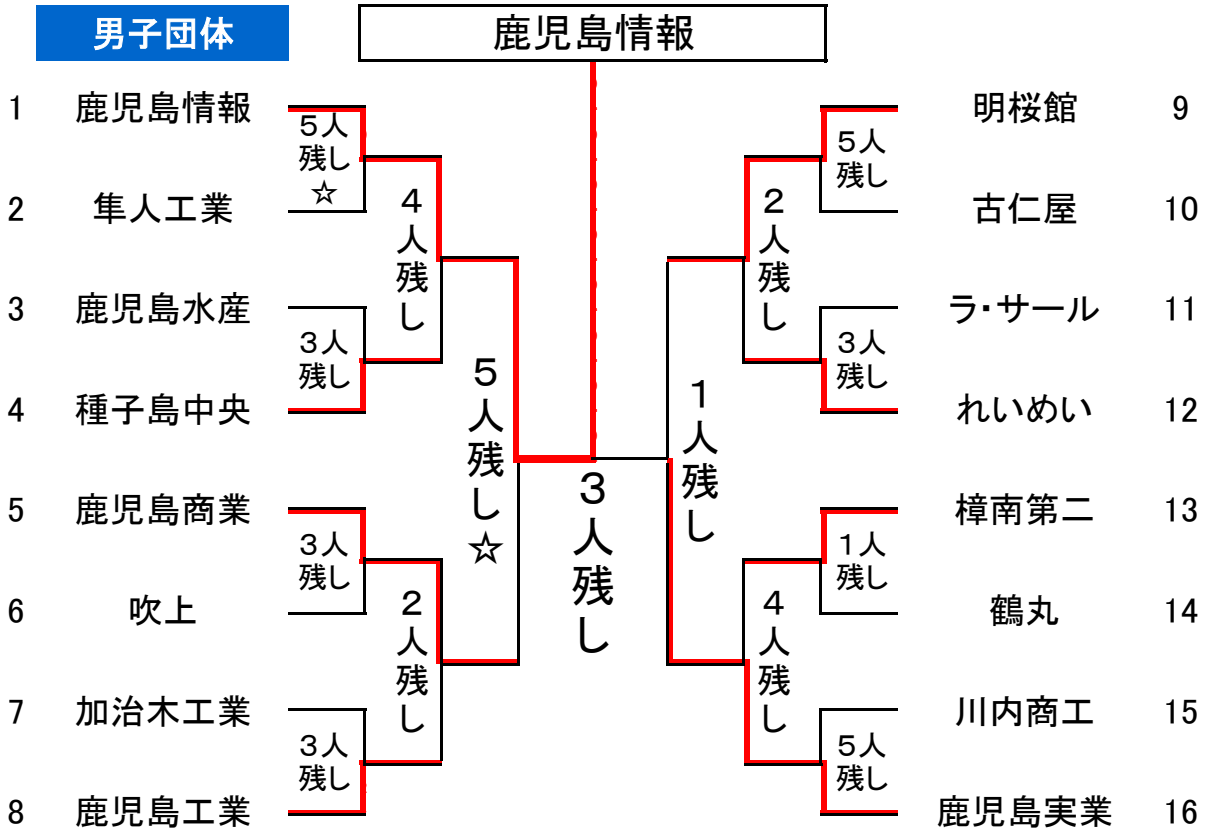 男子団体
鹿児島情報
1 鹿児島情報
2 隼人工業
3 鹿児島水産
4 種子島中央
5 鹿児島商業
6 吹上
7 加治木工業
8 鹿児島工業
5人
残し
☆
3人
残し
3人
残し
3人
残し
4人残し
2人残し
5人残し☆
3人残し
1人残し
2人残し
4人残し
5人
残し
3人
残し
1人
残し
5人
残し
明桜館 9
古仁屋 10
ラ・サール 11
れいめい 12
樟南第二 13
鶴丸 14
川内商工 15
鹿児島実業 16